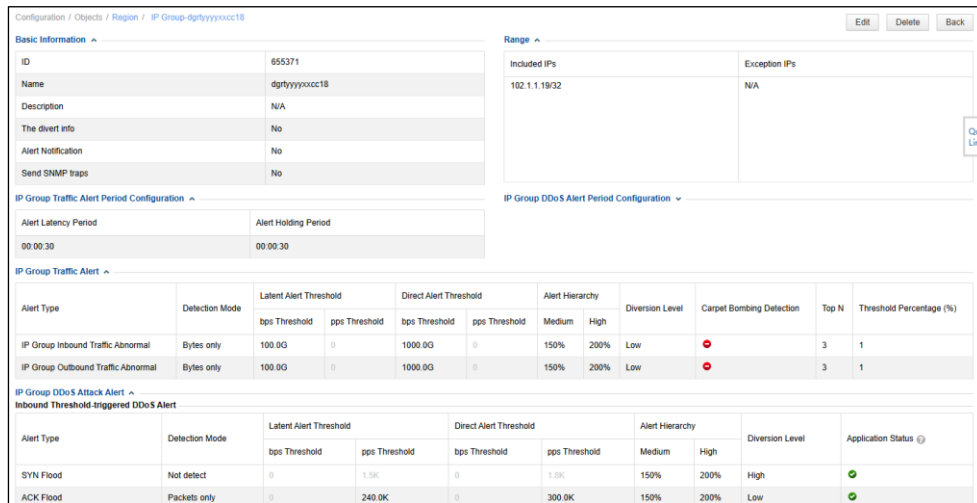 Configuration / Objects / Region / IP Group-dgrtyyyyxxcc18
Edit Delete Back
Basic Information
ID 655371
Name dgrtyyyyxxcc18
Description N/A
The divert info No
Alert Notification No
Send SNMP traps No
Range
Included IPs Exception IPs
102.1.1.19/32 N/A
IP Group Traffic Alert Period Configuration
Alert Latency Period Alert Holding Period
00:00:30 00:00:30
IP Group DDoS Alert Period Configuration
IP Group Traffic Alert
Alert Type Detection Mode Latent Alert Threshold Direct Alert Threshold Alert Hierarchy Diversion Level Carpet Bombing Detection Top N Threshold Percentage (%)
bps Threshold pps Threshold bps Threshold pps Threshold Medium High
IP Group Inbound Traffic Abnormal Bytes only 100.0G 0 1000.0G 0 150% 200% Low 3 1
IP Group Outbound Traffic Abnormal Bytes only 100.0G 0 1000.0G 0 150% 200% Low 3 1
IP Group DDoS Attack Alert
Inbound Threshold-triggered DDoS Alert
Alert Type Detection Mode Latent Alert Threshold Direct Alert Threshold Alert Hierarchy Diversion Level Application Status
bps Threshold pps Threshold bps Threshold pps Threshold Medium High
SYN Flood Not detect 0 1.5K 0 1.8K 150% 200% High
ACK Flood Packets only 0 240.0K 0 300.0K 150% 200% Low